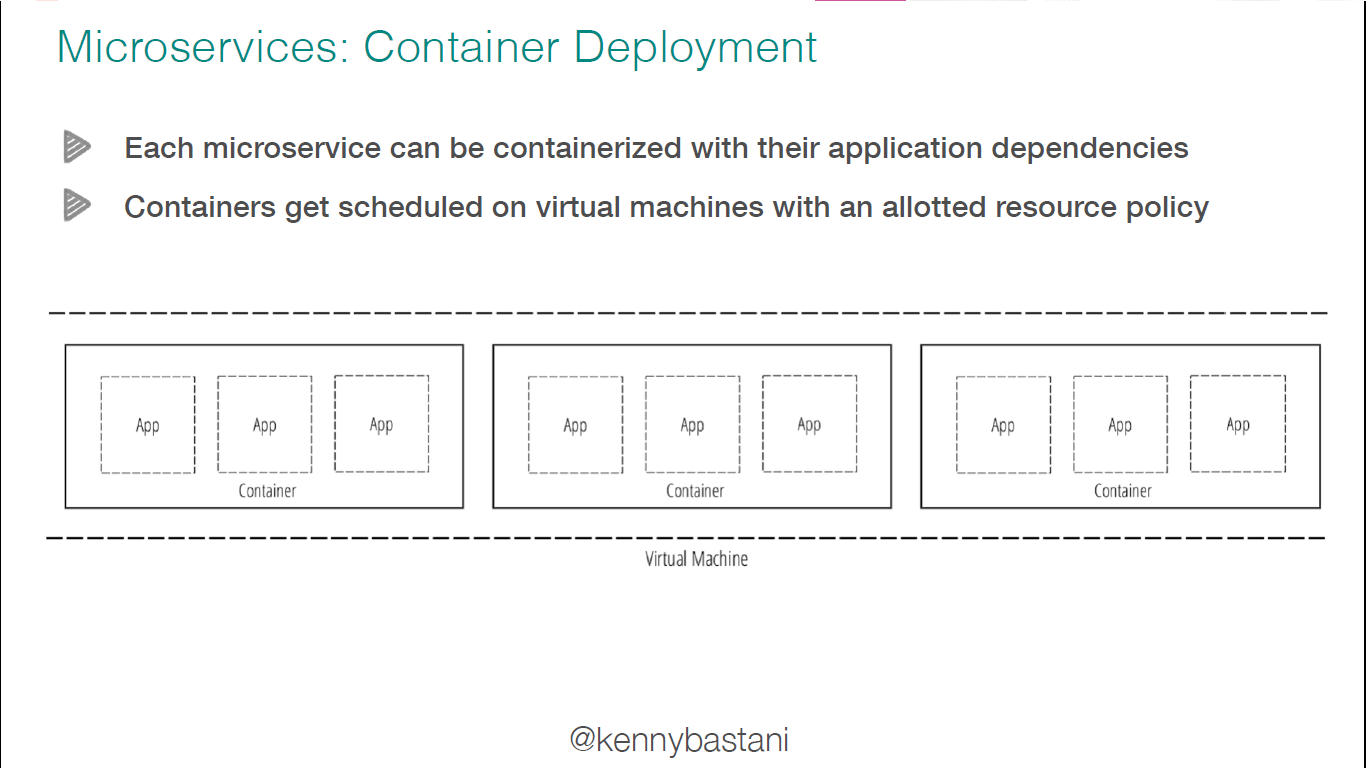 Microservices: Container Deployment
Each microservice can be containerized with their application dependencies
Containers get scheduled on virtual machines with an allotted resource policy
App App App App App App App App App
Container Container Container
Virtual Machine
@kennybastani